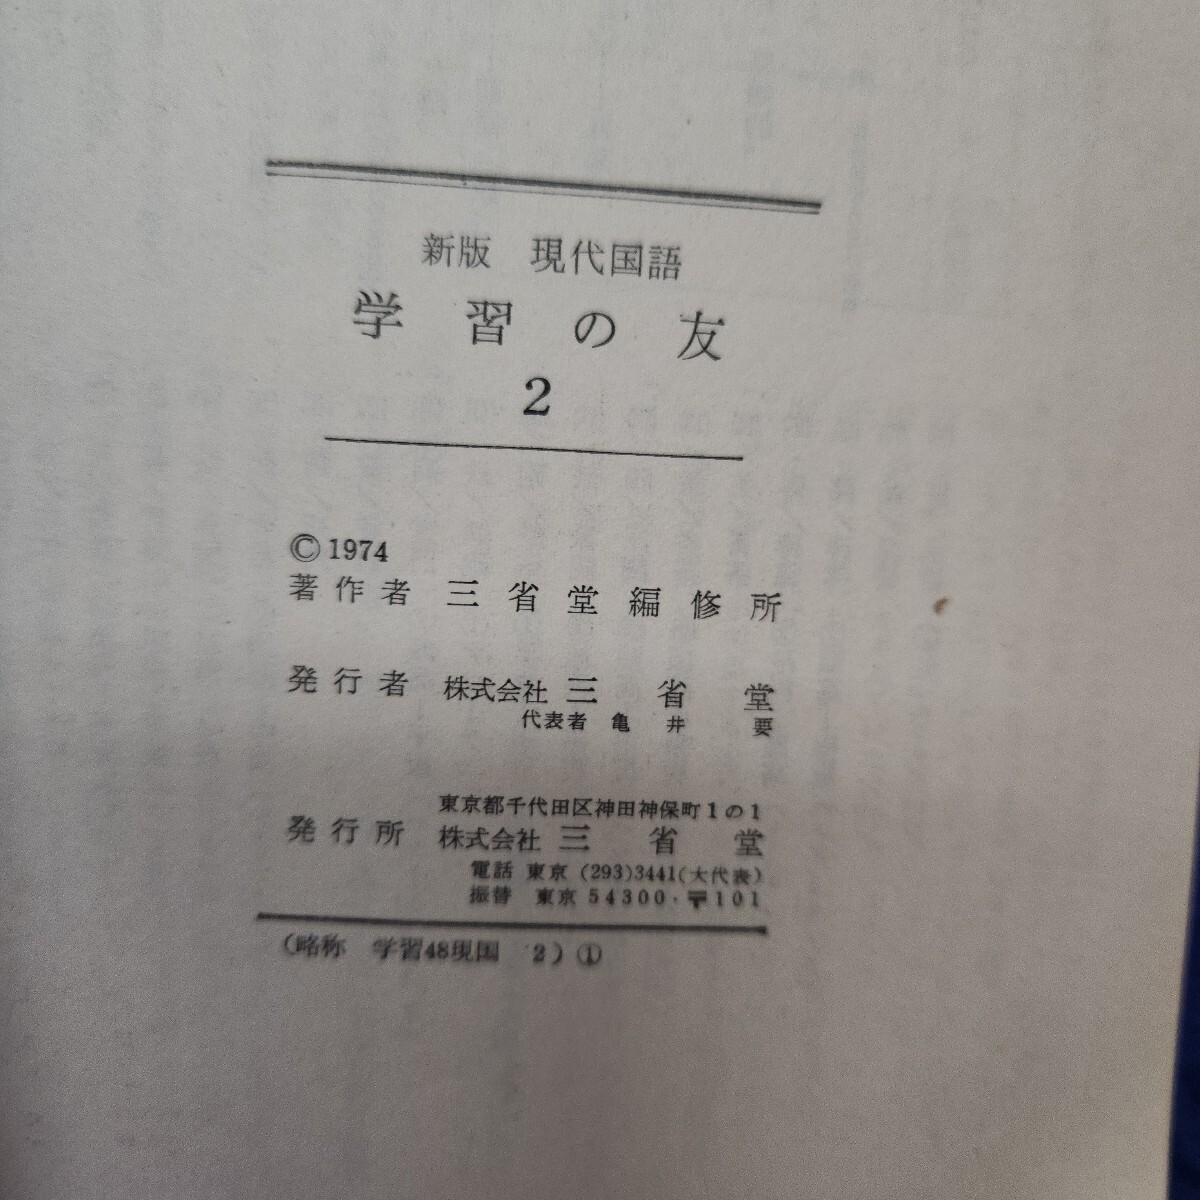 新版 現代国語
学習の友
2
© 1974
著作者 三省堂編修所
発行者 株式会社 三省堂
代表者 亀井要
東京都千代田区神田神保町1の1
発行所 株式会社 三省堂
電話 東京 (293)3441(大代表)
振替 東京 54300・〒101
(略称 学習48現国 2) ①